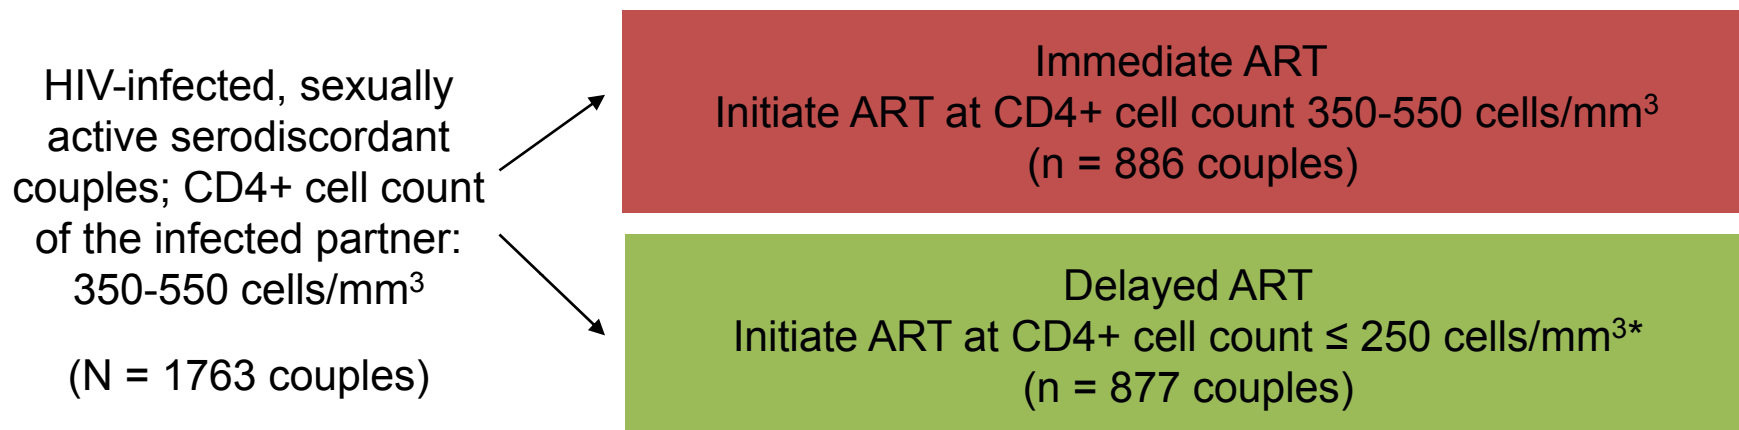 HIV-infected, sexually
active serodiscordant
couples; CD4+ cell count
of the infected partner:
350-550 cells/mm³
(N = 1763 couples)
Immediate ART
Initiate ART at CD4+ cell count 350-550 cells/mm³
(n = 886 couples)
Delayed ART
Initiate ART at CD4+ cell count ≤ 250 cells/mm³*
(n = 877 couples)